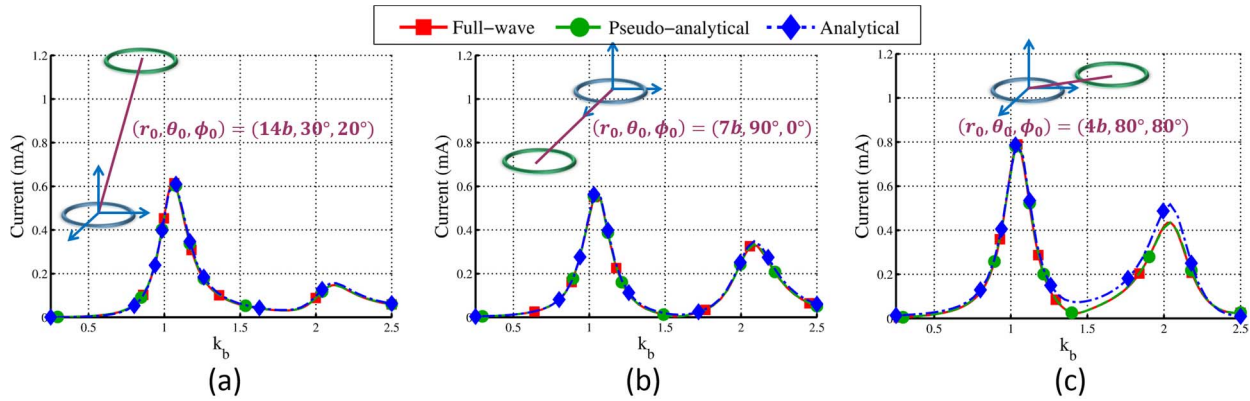 Full−wave Pseudo−analytical Analytical
Current (mA)
1.2
1
0.8
0.6
0.4
0.2
0
0.5 1 1.5 2 2.5
k_b
(r₀, θ₀, ϕ₀) = (14b, 30°, 20°)
(a)
Current (mA)
1.2
1
0.8
0.6
0.4
0.2
0
0.5 1 1.5 2 2.5
k_b
(r₀, θ₀, ϕ₀) = (7b, 90°, 0°)
(b)
Current (mA)
1.2
1
0.8
0.6
0.4
0.2
0
0.5 1 1.5 2 2.5
k_b
(r₀, θ₀, ϕ₀) = (4b, 80°, 80°)
(c)